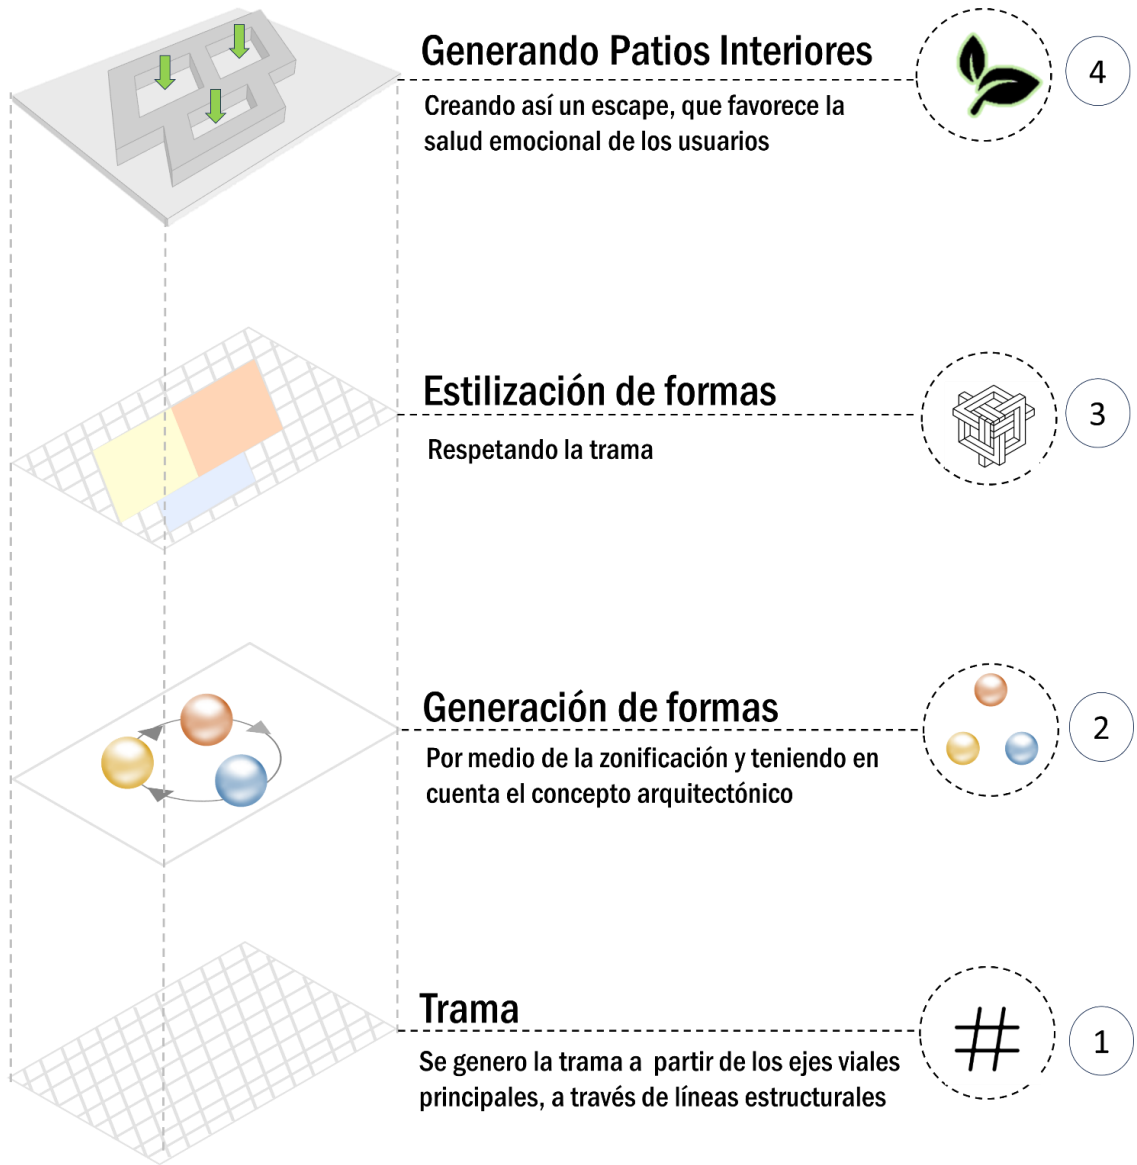 Generando Patios Interiores
4
Creando así un escape, que favorece la
salud emocional de los usuarios
Estilización de formas
3
Respetando la trama
Generación de formas
2
Por medio de la zonificación y teniendo en
cuenta el concepto arquitectónico
Trama
1
Se genero la trama a partir de los ejes viales
principales, a través de líneas estructurales